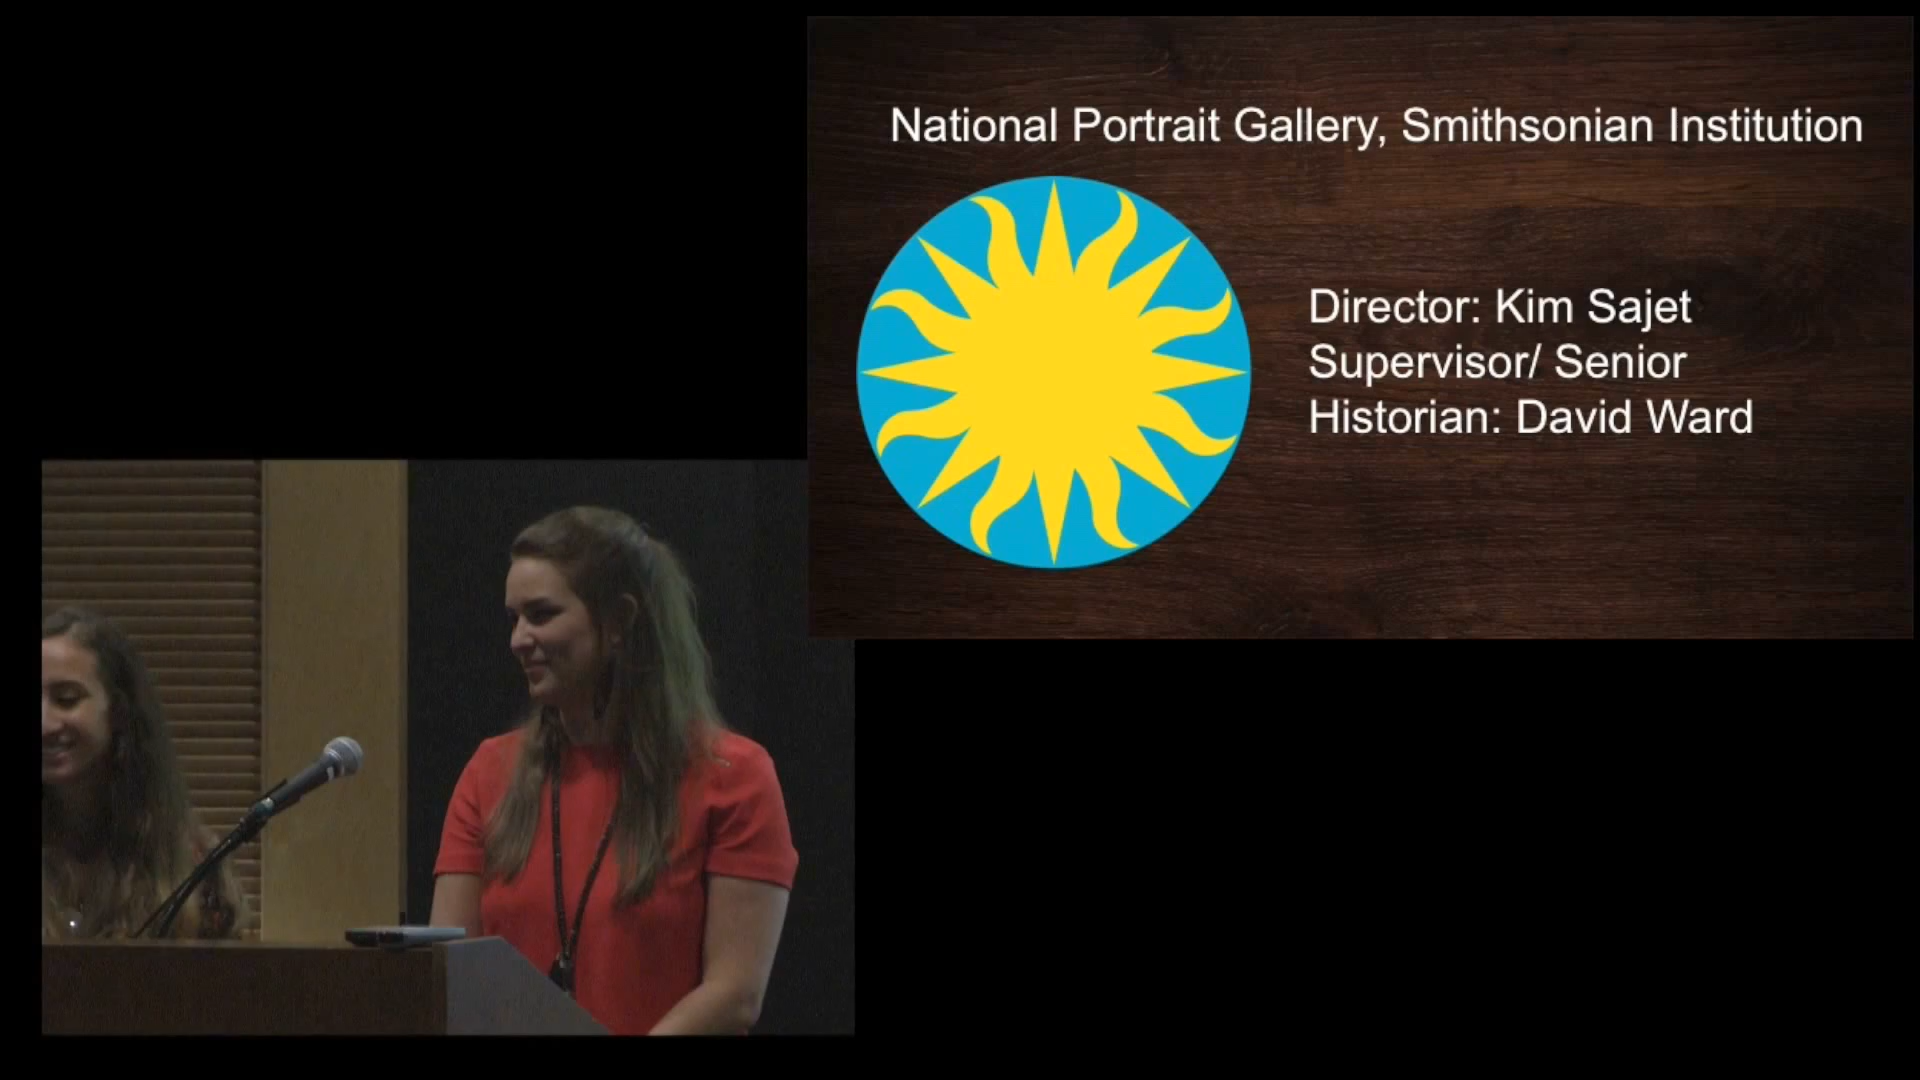 National Portrait Gallery, Smithsonian Institution
Director: Kim Sajet
Supervisor/ Senior
Historian: David Ward